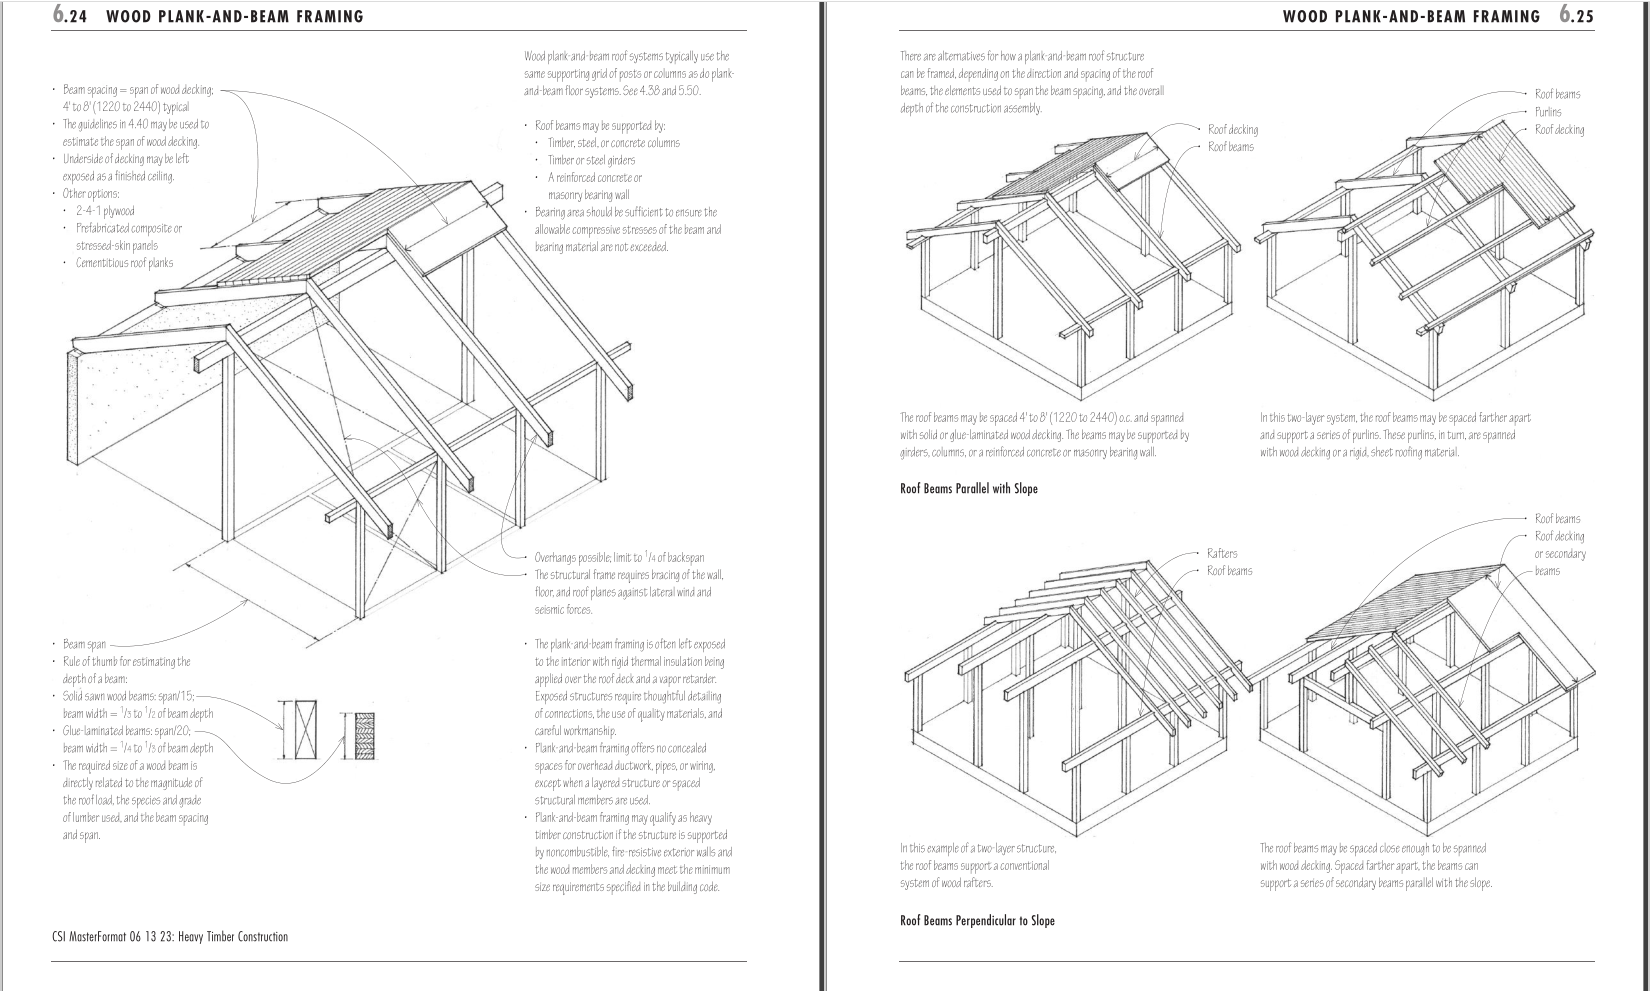 6.24 WOOD PLANK-AND-BEAM FRAMING
Wood plank-and-beam roof systems typically use the
same supporting grid of posts or columns as do plank-
and-beam floor systems. See 4.38 and 5.50.
• Beam spacing = span of wood decking;
4' to 8' (1220 to 2440) typical
• The guidelines in 4.40 may be used to
estimate the span of wood decking.
• Underside of decking may be left
exposed as a finished ceiling.
• Other options:
• 2-4-1 plywood
• Prefabricated composite or
stressed-skin panels
• Cementitious roof planks
• Roof beams may be supported by:
• Timber, steel, or concrete columns
• Timber or steel girders
• A reinforced concrete or
masonry bearing wall
• Bearing area should be sufficient to ensure the
allowable compressive stresses of the beam and
bearing material are not exceeded.
• Overhangs possible; limit to 1/4 of backspan
• The structural frame requires bracing of the wall,
floor, and roof planes against lateral wind and
seismic forces.
• Beam span
• Rule of thumb for estimating the
depth of a beam:
• Solid sawn wood beams: span/15;
beam width = 1/3 to 1/2 of beam depth
• Glue-laminated beams: span/20;
beam width = 1/4 to 1/3 of beam depth
• The required size of a wood beam is
directly related to the magnitude of
the roof load, the species and grade
of lumber used, and the beam spacing
and span.
• The plank-and-beam framing is often left exposed
to the interior with rigid thermal insulation being
applied over the roof deck and a vapor retarder.
Exposed structures require thoughtful detailing
of connections, the use of quality materials, and
careful workmanship.
• Plank-and-beam framing offers no concealed
spaces for overhead ductwork, pipes, or wiring,
except when a layered structure or spaced
structural members are used.
• Plank-and-beam framing may qualify as heavy
timber construction if the structure is supported
by noncombustible, fire-resistive exterior walls and
the wood members and decking meet the minimum
size requirements specified in the building code.
CSI MasterFormat 06 13 23: Heavy Timber Construction
WOOD PLANK-AND-BEAM FRAMING 6.25
There are alternatives for how a plank-and-beam roof structure
can be framed, depending on the direction and spacing of the roof
beams, the elements used to span the beam spacing, and the overall
depth of the construction assembly.
• Roof decking
• Roof beams
• Roof beams
• Purlins
• Roof decking
The roof beams may be spaced 4' to 8' (1220 to 2440) o.c. and spanned
with solid or glue-laminated wood decking. The beams may be supported by
girders, columns, or a reinforced concrete or masonry bearing wall.
In this two-layer system, the roof beams may be spaced farther apart
and support a series of purlins. These purlins, in turn, are spanned
with wood decking or a rigid, sheet roofing material.
Roof Beams Parallel with Slope
• Rafters
• Roof beams
• Roof beams
• Roof decking
or secondary
beams
In this example of a two-layer structure,
the roof beams support a conventional
system of wood rafters.
The roof beams may be spaced close enough to be spanned
with wood decking. Spaced farther apart, the beams can
support a series of secondary beams parallel with the slope.
Roof Beams Perpendicular to Slope